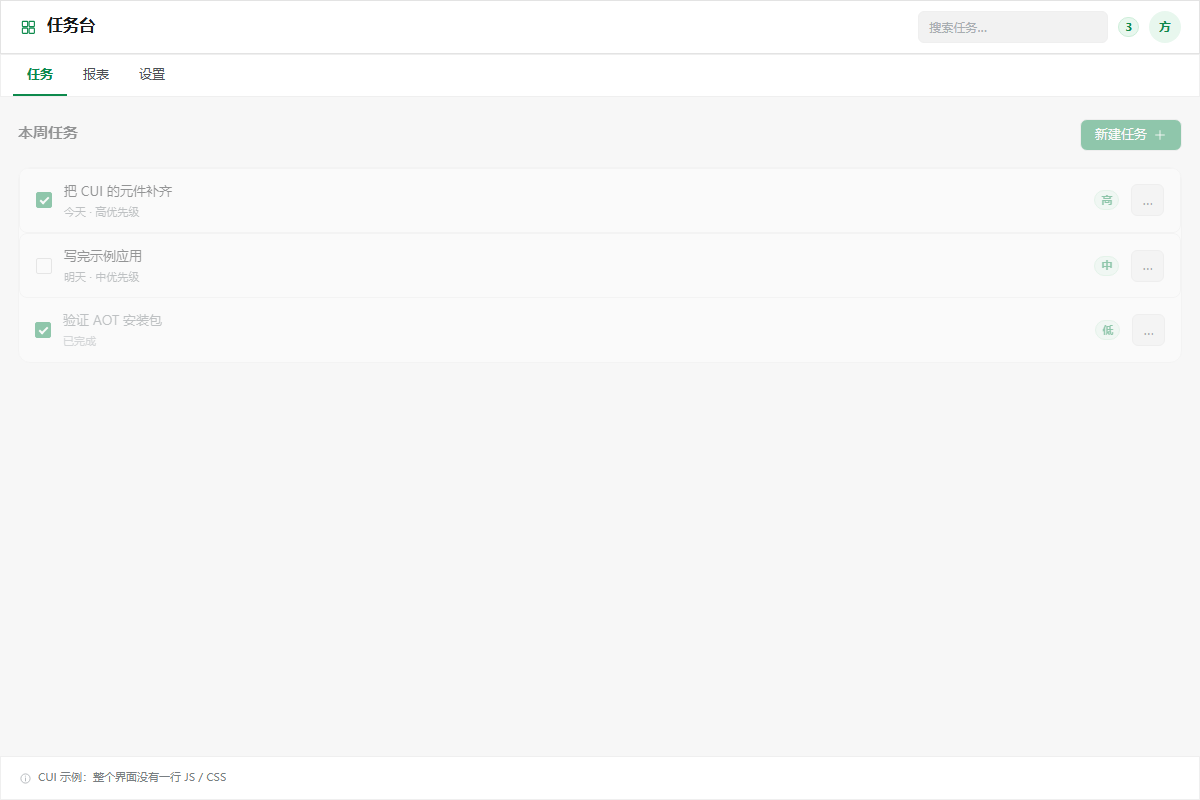 任务台
搜索任务...
3
方
任务
报表
设置
本周任务
新建任务 +
把 CUI 的元件补齐
今天 · 高优先级
高
...
写完示例应用
明天 · 中优先级
中
...
验证 AOT 安装包
已完成
低
...
CUI 示例：整个界面没有一行 JS / CSS